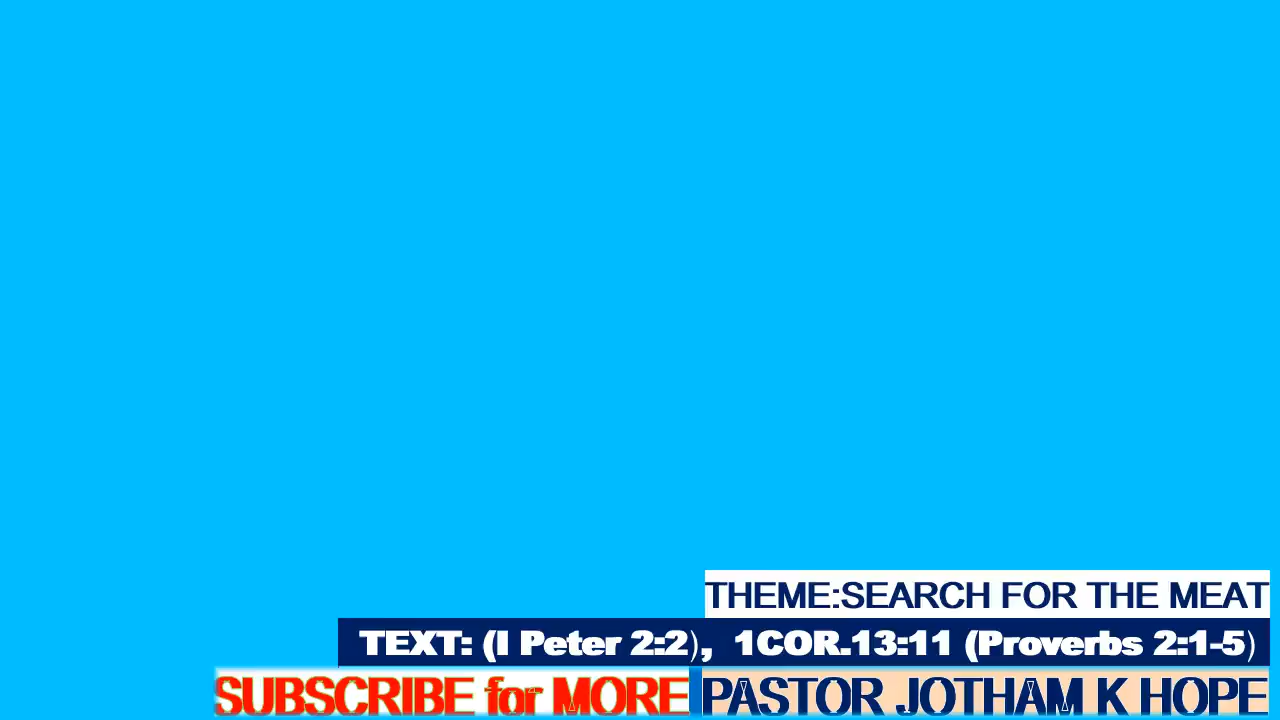 THEME:SEARCH FOR THE MEAT
TEXT: (I Peter 2:2), 1COR.13:11 (Proverbs 2:1-5)
SUBSCRIBE for MORE PASTOR JOTHAM K HOPE